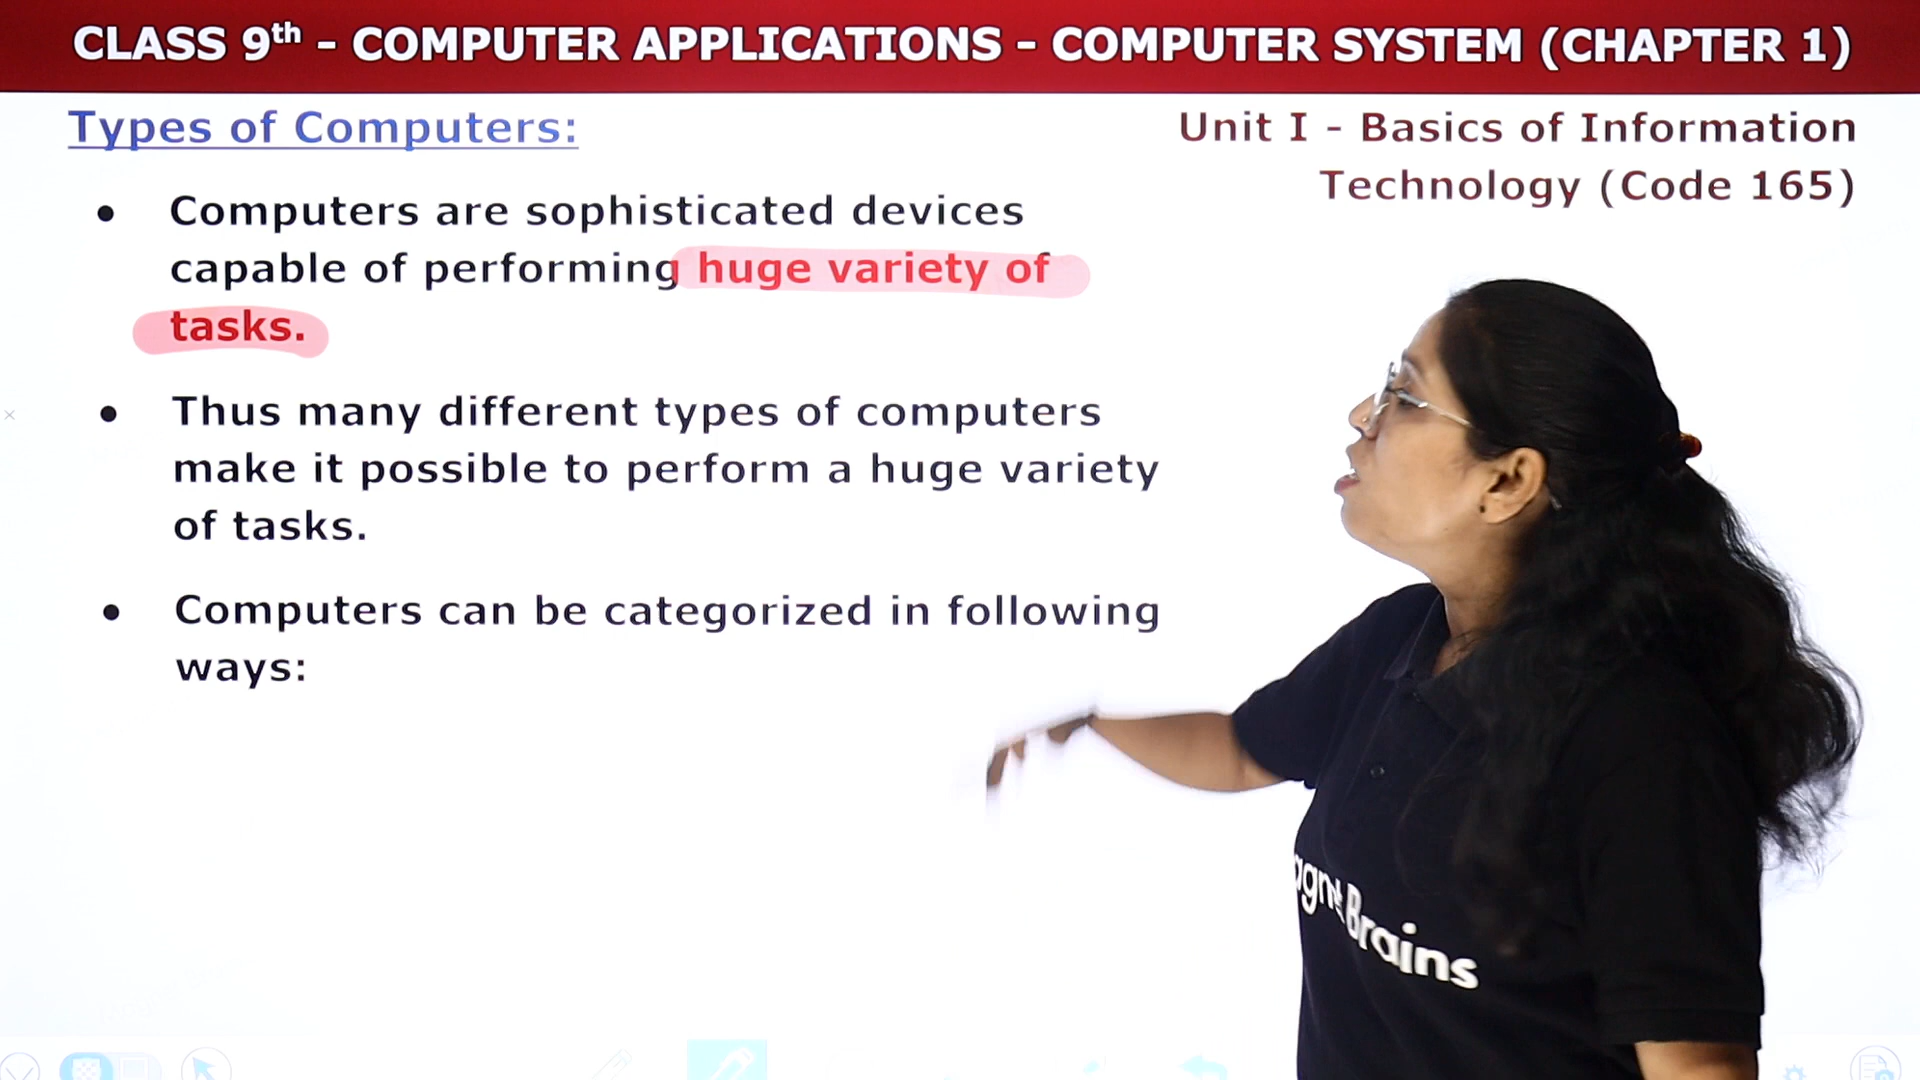 CLASS 9th - COMPUTER APPLICATIONS - COMPUTER SYSTEM (CHAPTER 1)
Types of Computers:
Unit I - Basics of Information
Technology (Code 165)
• Computers are sophisticated devices
capable of performing huge variety of
tasks.
• Thus many different types of computers
make it possible to perform a huge variety
of tasks.
• Computers can be categorized in following
ways:
agnet Brains